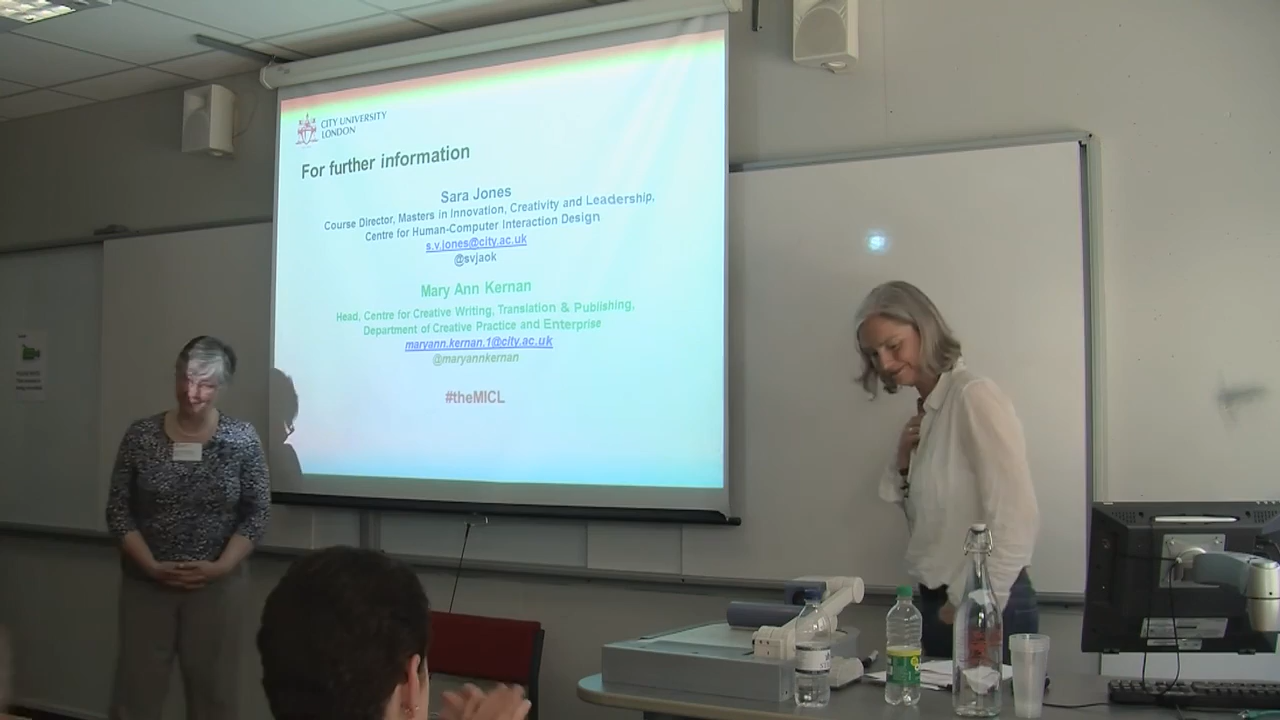 CITY UNIVERSITY
LONDON
For further information
Sara Jones
Course Director, Masters in Innovation, Creativity and Leadership,
Centre for Human-Computer Interaction Design
s.v.jones@city.ac.uk
@svjaok
Mary Ann Kernan
Head, Centre for Creative Writing, Translation & Publishing,
Department of Creative Practice and Enterprise
maryann.kernan.1@city.ac.uk
@maryannkernan
#theMICL